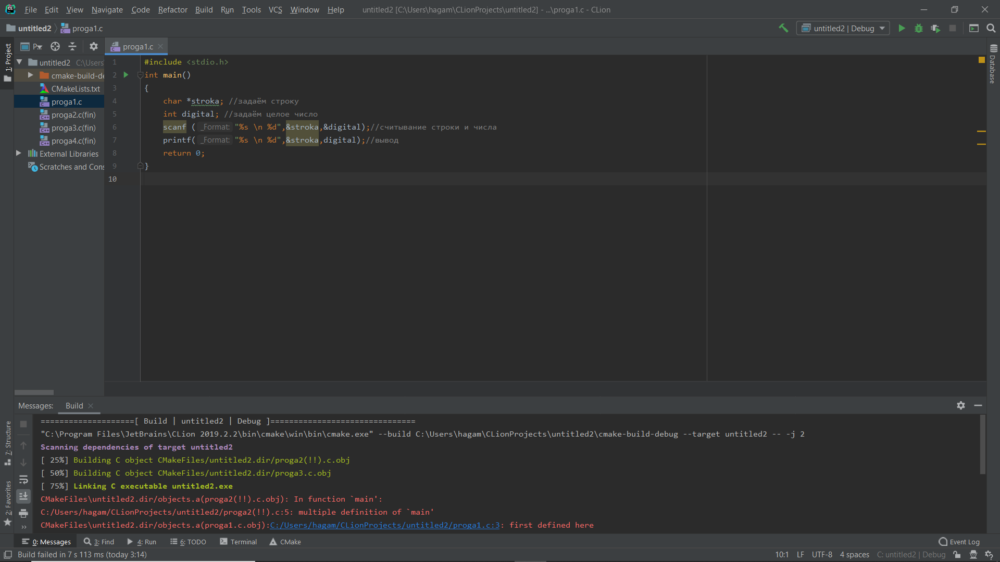 File Edit View Navigate Code Refactor Build Run Tools VCS Window Help untitled2 [C:\Users\hagam\CLionProjects\untitled2] - ...\proga1.c - CLion
untitled2 proga1.c untitled2 | Debug
1: Project
P
proga1.c
untitled2 C:\Users
cmake-build-de
CMakeLists.txt
proga1.c
proga2.c(fin)
proga3.c(fin)
proga4.c(fin)
External Libraries
Scratches and Cons
1 #include <stdio.h>
2 int main()
3 {
4 char *stroka; //задаём строку
5 int digital; //задаём целое число
6 scanf ( _Format: "%s \n %d",&stroka,&digital);//считывание строки и числа
7 printf( _Format: "%s \n %d",&stroka,digital);//вывод
8 return 0;
9 }
10
Database
7: Structure
2: Favorites
Messages: Build
====================[ Build | untitled2 | Debug ]===============================
"C:\Program Files\JetBrains\CLion 2019.2.2\bin\cmake\win\bin\cmake.exe" --build C:\Users\hagam\CLionProjects\untitled2\cmake-build-debug --target untitled2 -- -j 2
Scanning dependencies of target untitled2
[ 25%] Building C object CMakeFiles/untitled2.dir/proga2(!!).c.obj
[ 50%] Building C object CMakeFiles/untitled2.dir/proga3.c.obj
[ 75%] Linking C executable untitled2.exe
CMakeFiles\untitled2.dir/objects.a(proga2(!!).c.obj): In function `main':
C:/Users/hagam/CLionProjects/untitled2/proga2(!!).c:5: multiple definition of `main'
CMakeFiles\untitled2.dir/objects.a(proga1.c.obj):C:/Users/hagam/CLionProjects/untitled2/proga1.c:3: first defined here
0: Messages 3: Find 4: Run 6: TODO Terminal CMake Event Log
Build failed in 7 s 113 ms (today 3:14) 10:1 LF UTF-8 4 spaces C: untitled2 | Debug